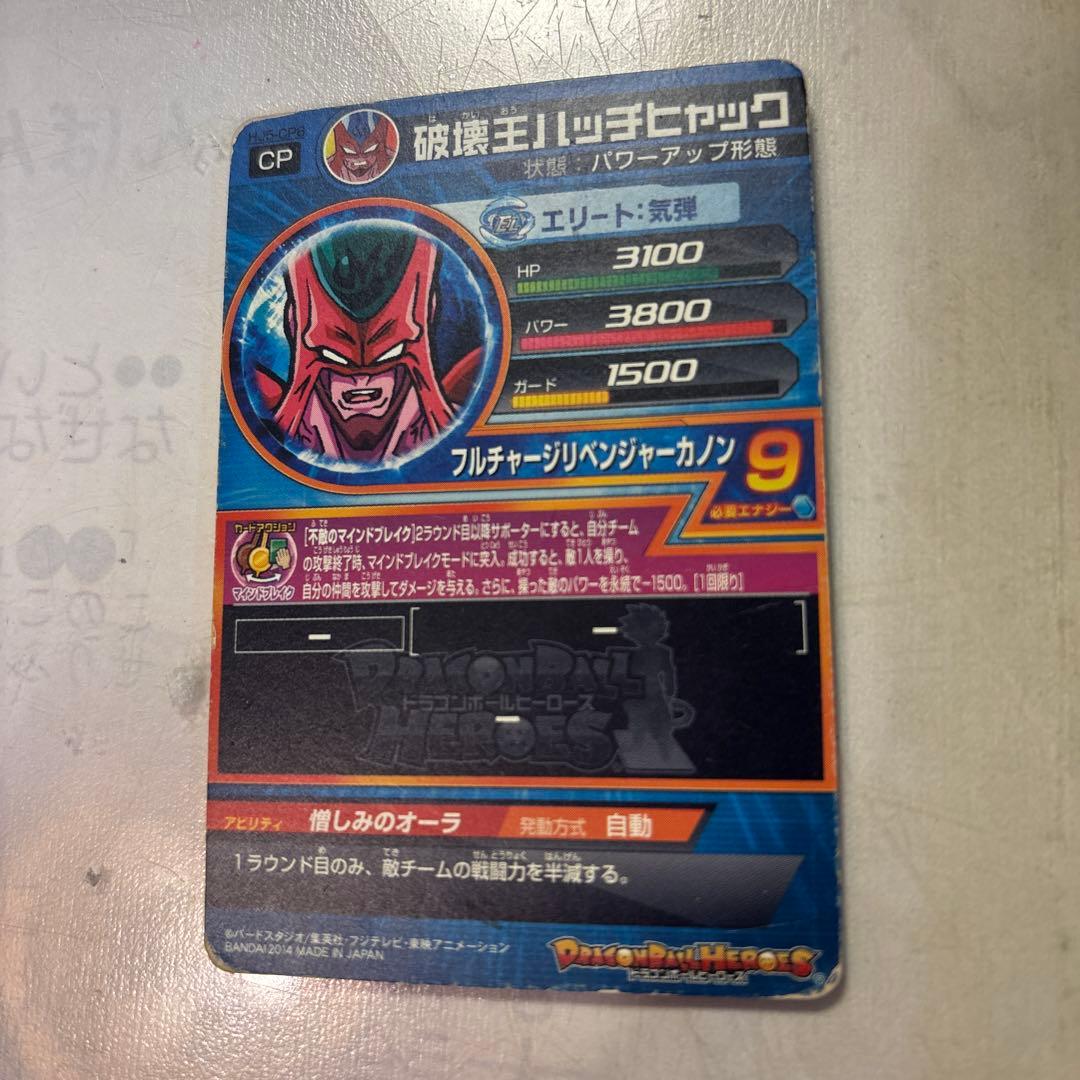 HJ5-CP6
CP
破壊王ハッチヒャック
は かい おう
状態：パワーアップ形態
エリート：気弾
HP 3100
パワー 3800
ガード 1500
フルチャージリベンジャーカノン 9
必要エナジー
カードアクション
マインドブレイク
[不敵のマインドブレイク]2ラウンド目以降サポーターにすると、自分チーム
の攻撃終了時、マインドブレイクモードに突入。成功すると、敵1人を操り、
自分の仲間を攻撃してダメージを与える。さらに、操った敵のパワーを永続で-1500。[1回限り]
DRAGONBALL
ドラゴンボールヒーローズ
HEROES
アビリティ 憎しみのオーラ 発動方式 自動
1ラウンド目のみ、敵チームの戦闘力を半減する。
©バードスタジオ/集英社・フジテレビ・東映アニメーション
BANDAI 2014 MADE IN JAPAN
DRAGONBALL HEROES
ドラゴンボールヒーローズ